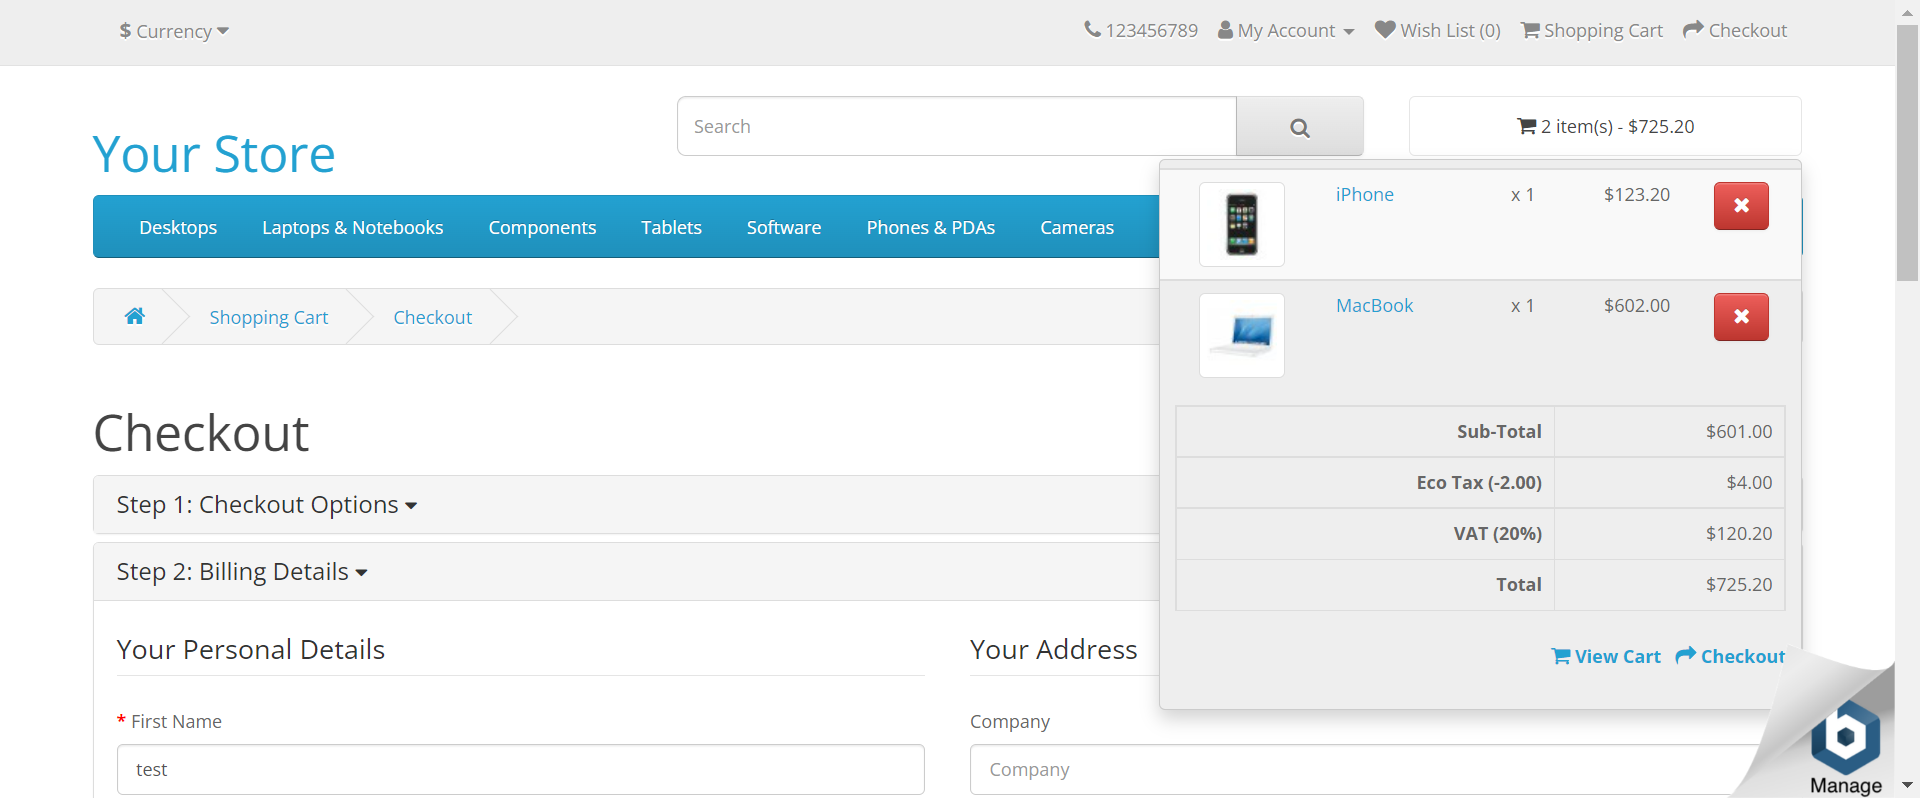 $ Currency
123456789 My Account Wish List (0) Shopping Cart Checkout
Your Store
Search
2 item(s) - $725.20
Desktops Laptops & Notebooks Components Tablets Software Phones & PDAs Cameras
iPhone x 1 $123.20
MacBook x 1 $602.00
Sub-Total $601.00
Eco Tax (-2.00) $4.00
VAT (20%) $120.20
Total $725.20
View Cart Checkout
Shopping Cart Checkout
Checkout
Step 1: Checkout Options
Step 2: Billing Details
Your Personal Details
* First Name
test
Your Address
Company
Company
b
Manage